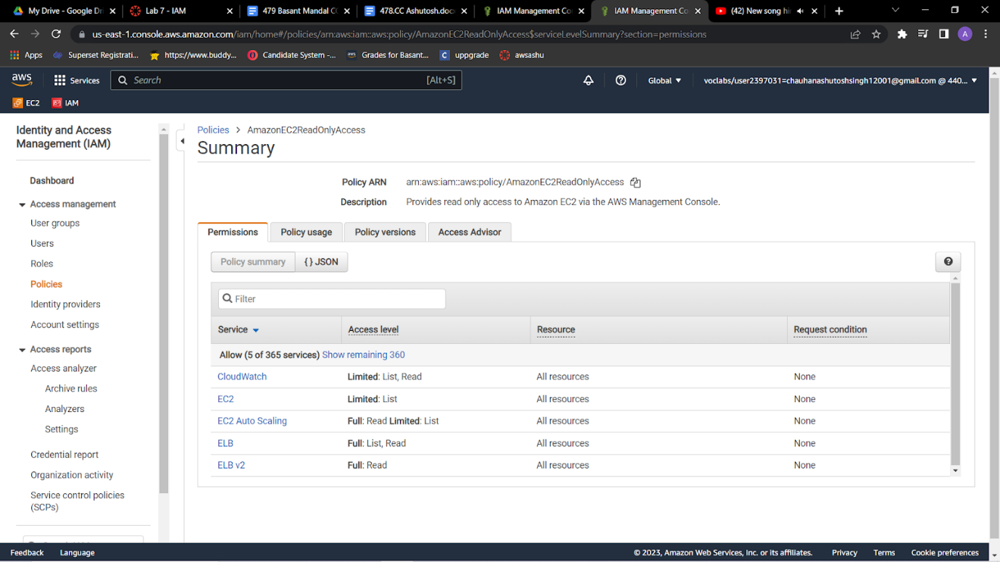 My Drive - Google Dri
Lab 7 - IAM
479 Basant Mandal CC
478.CC Ashutosh.docx
IAM Management Co
IAM Management Co
(42) New song hin
us-east-1.console.aws.amazon.com/iam/home#/policies/arn:aws:iam::aws:policy/AmazonEC2ReadOnlyAccess$serviceLevelSummary?section=permissions
A
Apps
Superset Registrati...
https://www.buddy...
Candidate System -...
aws
Grades for Basant...
C
uppgrade
awsashu
aws
Services
Search
[Alt+S]
Global
voclabs/user2397031=chauhanashutoshsingh12001@gmail.com @ 440...
EC2
IAM
Identity and Access
Management (IAM)
Dashboard
Access management
User groups
Users
Roles
Policies
Identity providers
Account settings
Access reports
Access analyzer
Archive rules
Analyzers
Settings
Credential report
Organization activity
Service control policies
(SCPs)
Policies > AmazonEC2ReadOnlyAccess
Summary
Policy ARN arn:aws:iam::aws:policy/AmazonEC2ReadOnlyAccess
Description Provides read only access to Amazon EC2 via the AWS Management Console.
Permissions Policy usage Policy versions Access Advisor
Policy summary {} JSON
Filter
Service Access level Resource Request condition
Allow (5 of 365 services) Show remaining 360
CloudWatch Limited: List, Read All resources None
EC2 Limited: List All resources None
EC2 Auto Scaling Full: Read Limited: List All resources None
ELB Full: List, Read All resources None
ELB v2 Full: Read All resources None
Feedback Language © 2023, Amazon Web Services, Inc. or its affiliates. Privacy Terms Cookie preferences